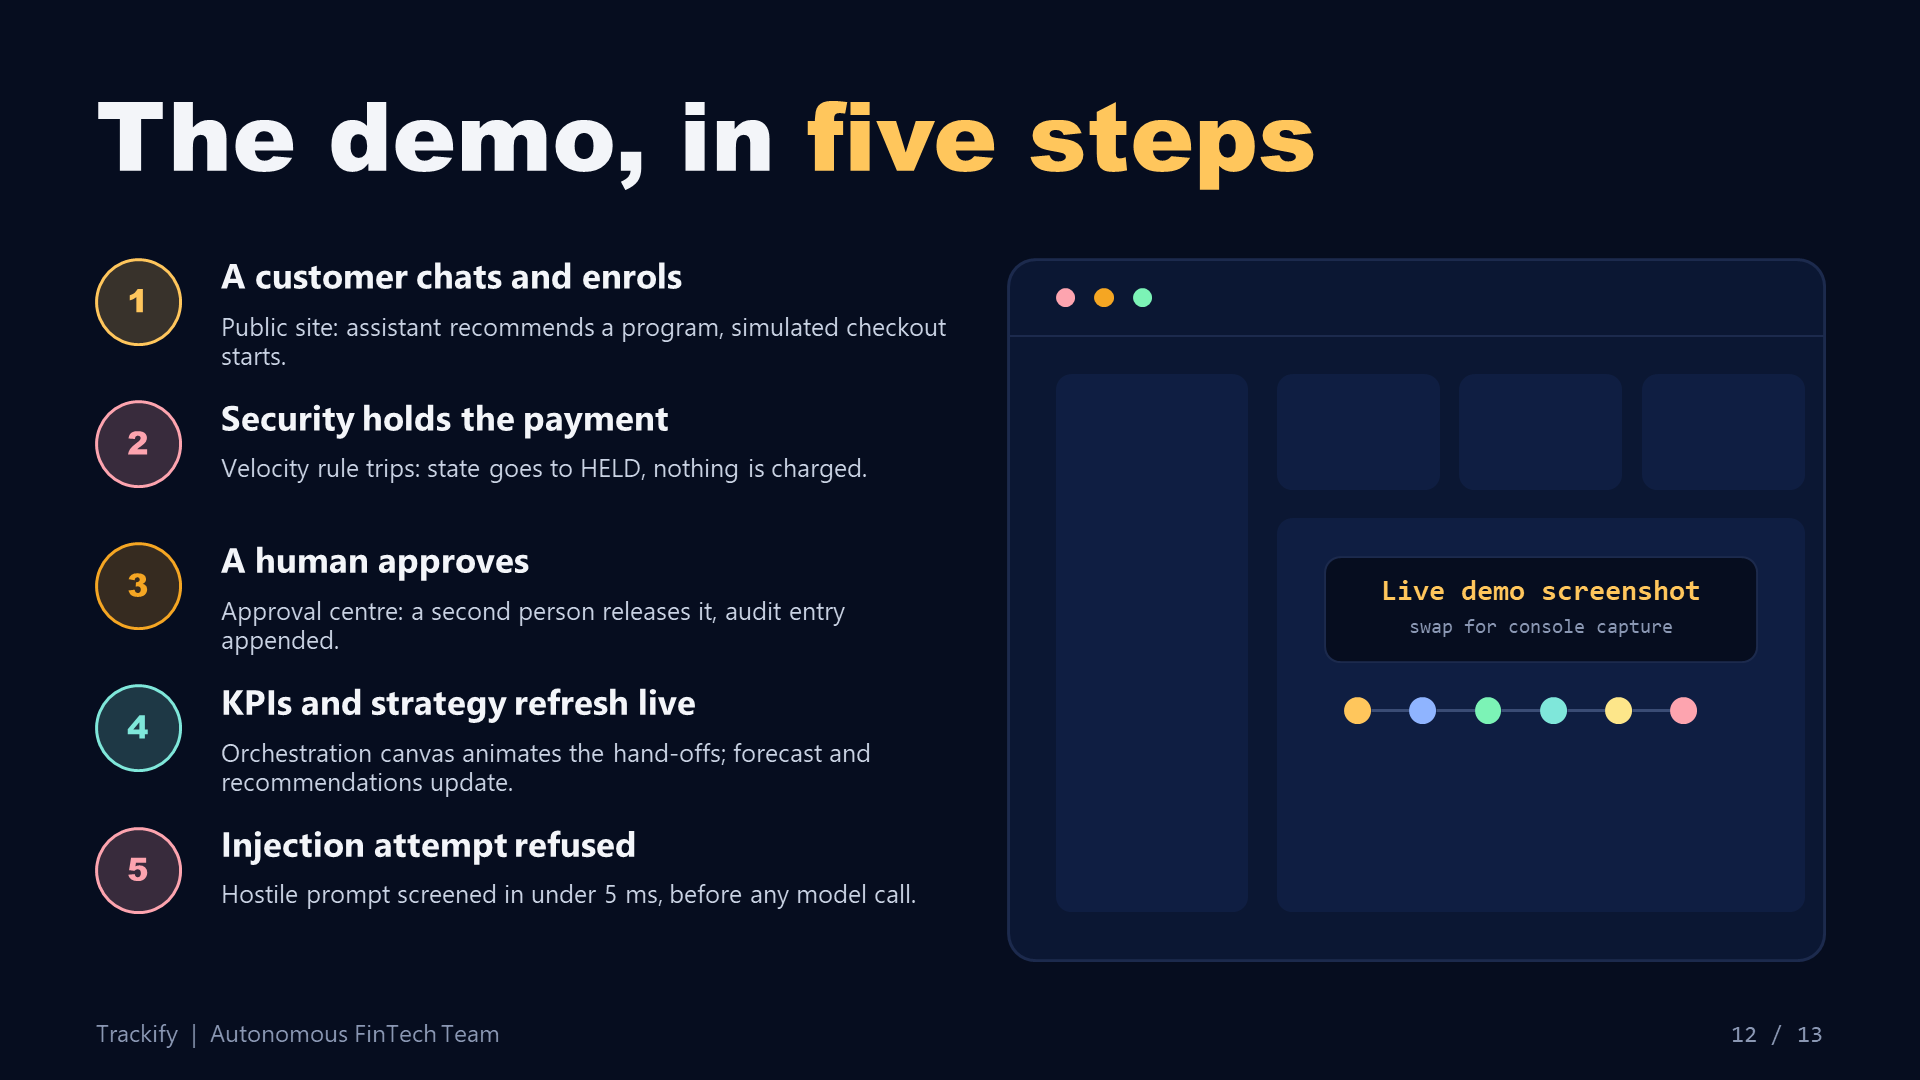 The demo, in five steps
1
A customer chats and enrols
Public site: assistant recommends a program, simulated checkout
starts.
2
Security holds the payment
Velocity rule trips: state goes to HELD, nothing is charged.
3
A human approves
Approval centre: a second person releases it, audit entry
appended.
4
KPIs and strategy refresh live
Orchestration canvas animates the hand-offs; forecast and
recommendations update.
5
Injection attempt refused
Hostile prompt screened in under 5 ms, before any model call.
Live demo screenshot
swap for console capture
Trackify | Autonomous FinTech Team
12 / 13